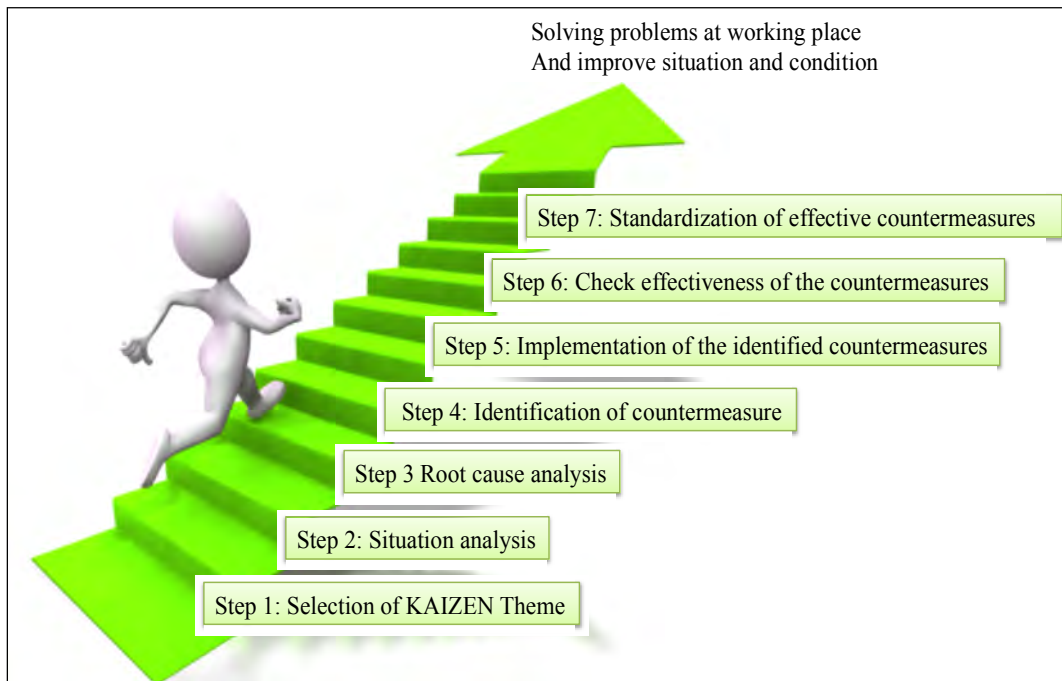 Solving problems at working place
And improve situation and condition
Step 7: Standardization of effective countermeasures
Step 6: Check effectiveness of the countermeasures
Step 5: Implementation of the identified countermeasures
Step 4: Identification of countermeasure
Step 3 Root cause analysis
Step 2: Situation analysis
Step 1: Selection of KAIZEN Theme